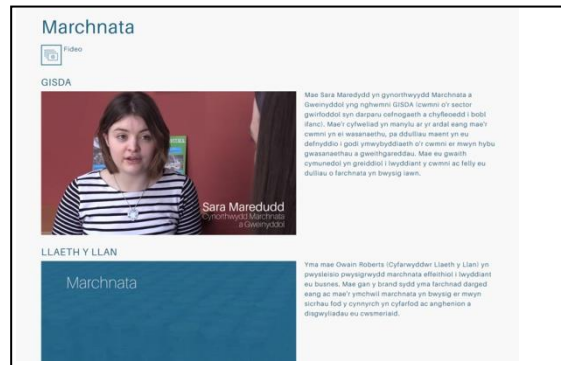 Marchnata
Fideo
GISDA
Mae Sara Maredydd yn gynorthwyydd Marchnata a
Gweinyddol yng nghwmni GISDA (cwmni o'r sector
gwirfoddol syn darparu cefnogaeth a chyfleoedd i bobl
ifanc). Mae'r cyfweliad yn manylu ar yr ardal eang mae'r
cwmni yn ei wasanaethu, pa ddulliau maent yn eu
defnyddio i godi ymwybyddiaeth o'r cwmni er mwyn hybu
gwasanaethau a gweithgareddau. Mae eu gwaith
cymunedol yn greiddiol i lwyddiant y cwmni ac felly eu
dulliau o farchnata yn bwysig iawn.
Sara Maredudd
Cynorthwydd Marchnata
a Gweinyddol
LLAETH Y LLAN
Marchnata
Yma mae Owain Roberts (Cyfarwyddwr Llaeth y Llan) yn
pwysleisio pwysigrwydd marchnata effeithiol i lwyddiant
eu busnes. Mae gan y brand sydd yma farchnad darged
eang ac mae'r ymchwil marchnata yn bwysig er mwyn
sicrhau fod y cynnyrch yn cyfarfod ac anghenion a
disgwyliadau eu cwsmeriaid.